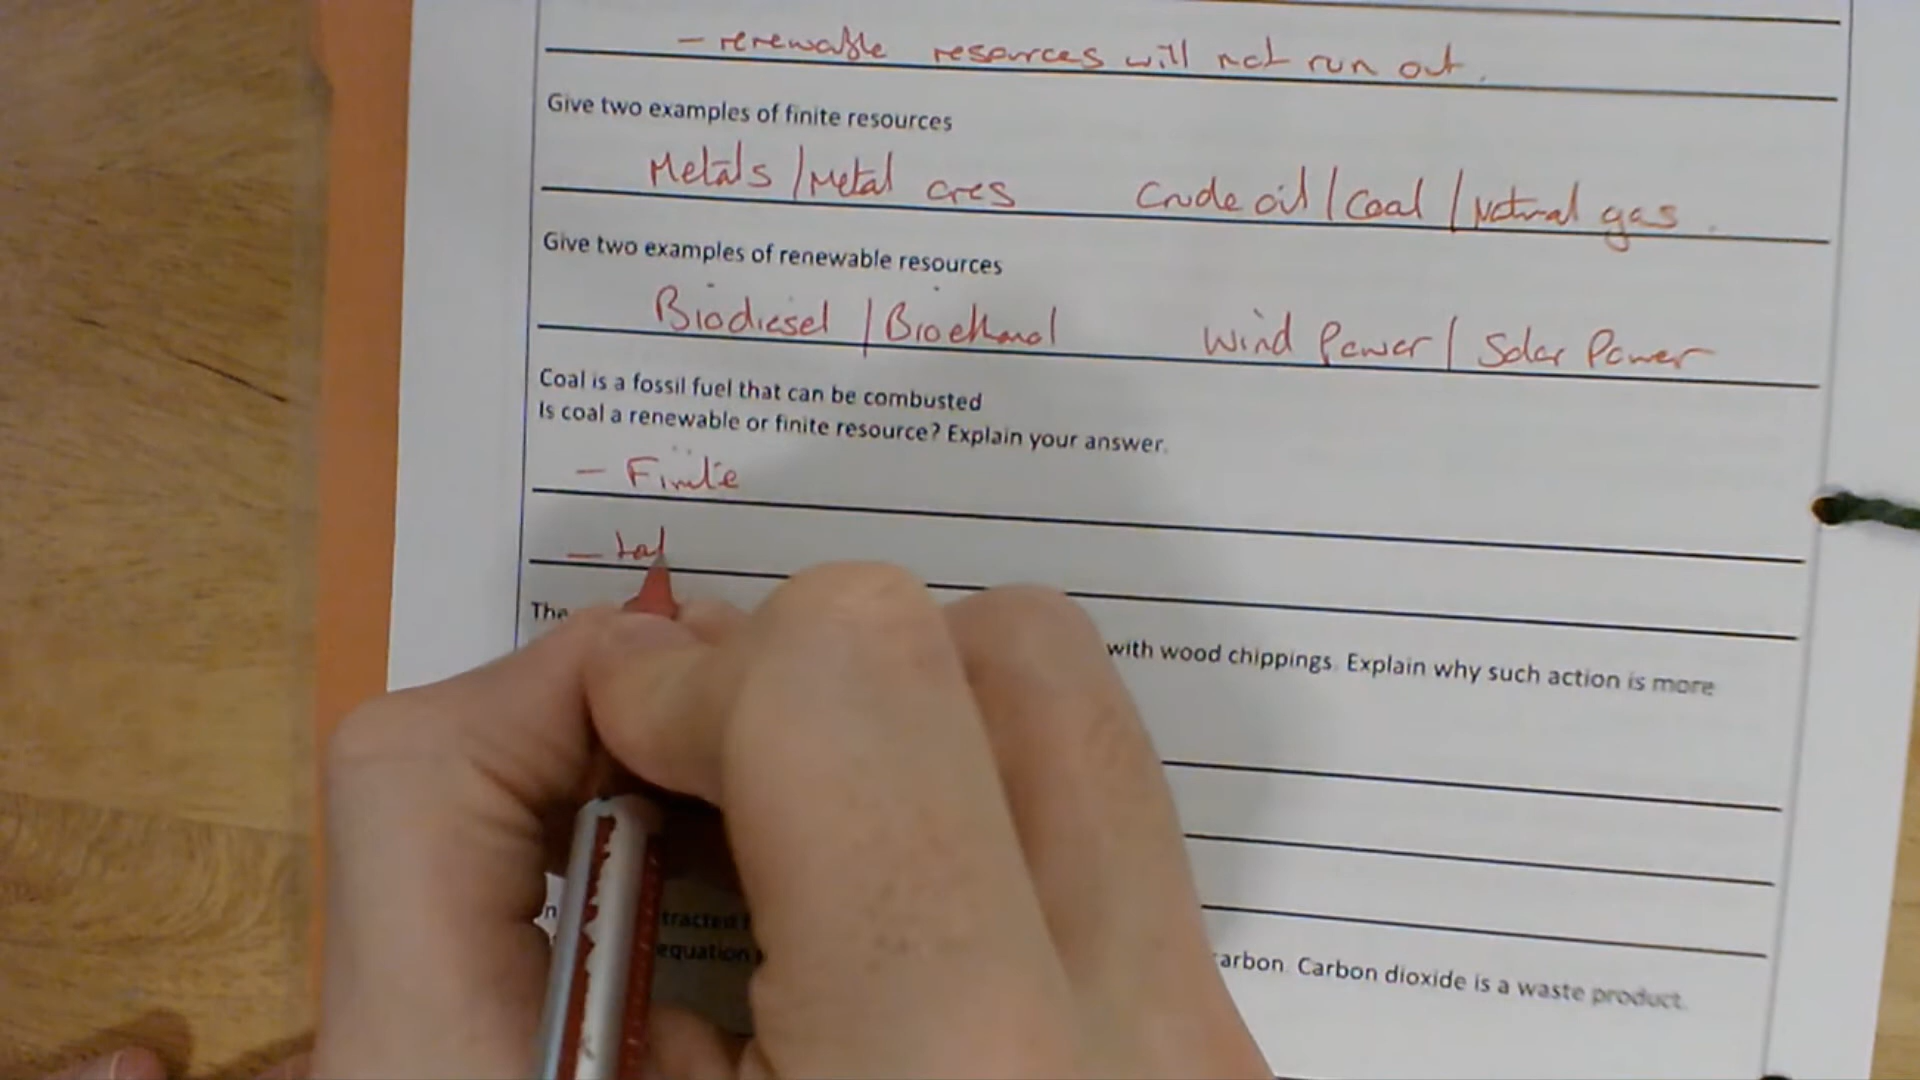 - renewable resources will not run out.
Give two examples of finite resources
Metals / Metal ores Crude oil / Coal / Natural gas.
Give two examples of renewable resources
Biodiesel / Bioethanol Wind Power / Solar Power
Coal is a fossil fuel that can be combusted
Is coal a renewable or finite resource? Explain your answer.
- Finite
- tak
The with wood chippings. Explain why such action is more
tracted
equation carbon. Carbon dioxide is a waste product.